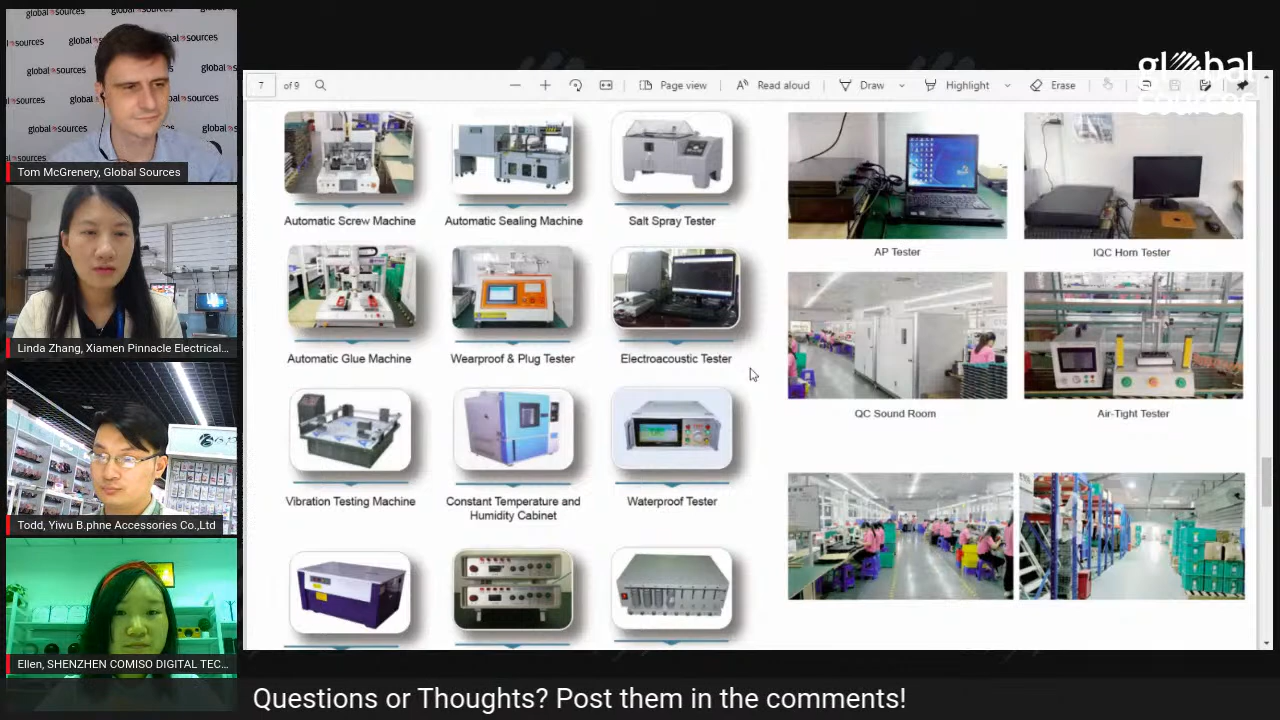 global sources
Tom McGrenery, Global Sources
Linda Zhang, Xiamen Pinnacle Electrical...
Todd, Yiwu B.phne Accessories Co.,Ltd
Ellen, SHENZHEN COMISO DIGITAL TEC...
7 of 9
Page view
Read aloud
Draw
Highlight
Erase
global sources
Automatic Screw Machine
Automatic Sealing Machine
Salt Spray Tester
Automatic Glue Machine
Wearproof & Plug Tester
Electroacoustic Tester
Vibration Testing Machine
Constant Temperature and
Humidity Cabinet
Waterproof Tester
AP Tester
IQC Horn Tester
QC Sound Room
Air-Tight Tester
Questions or Thoughts? Post them in the comments!